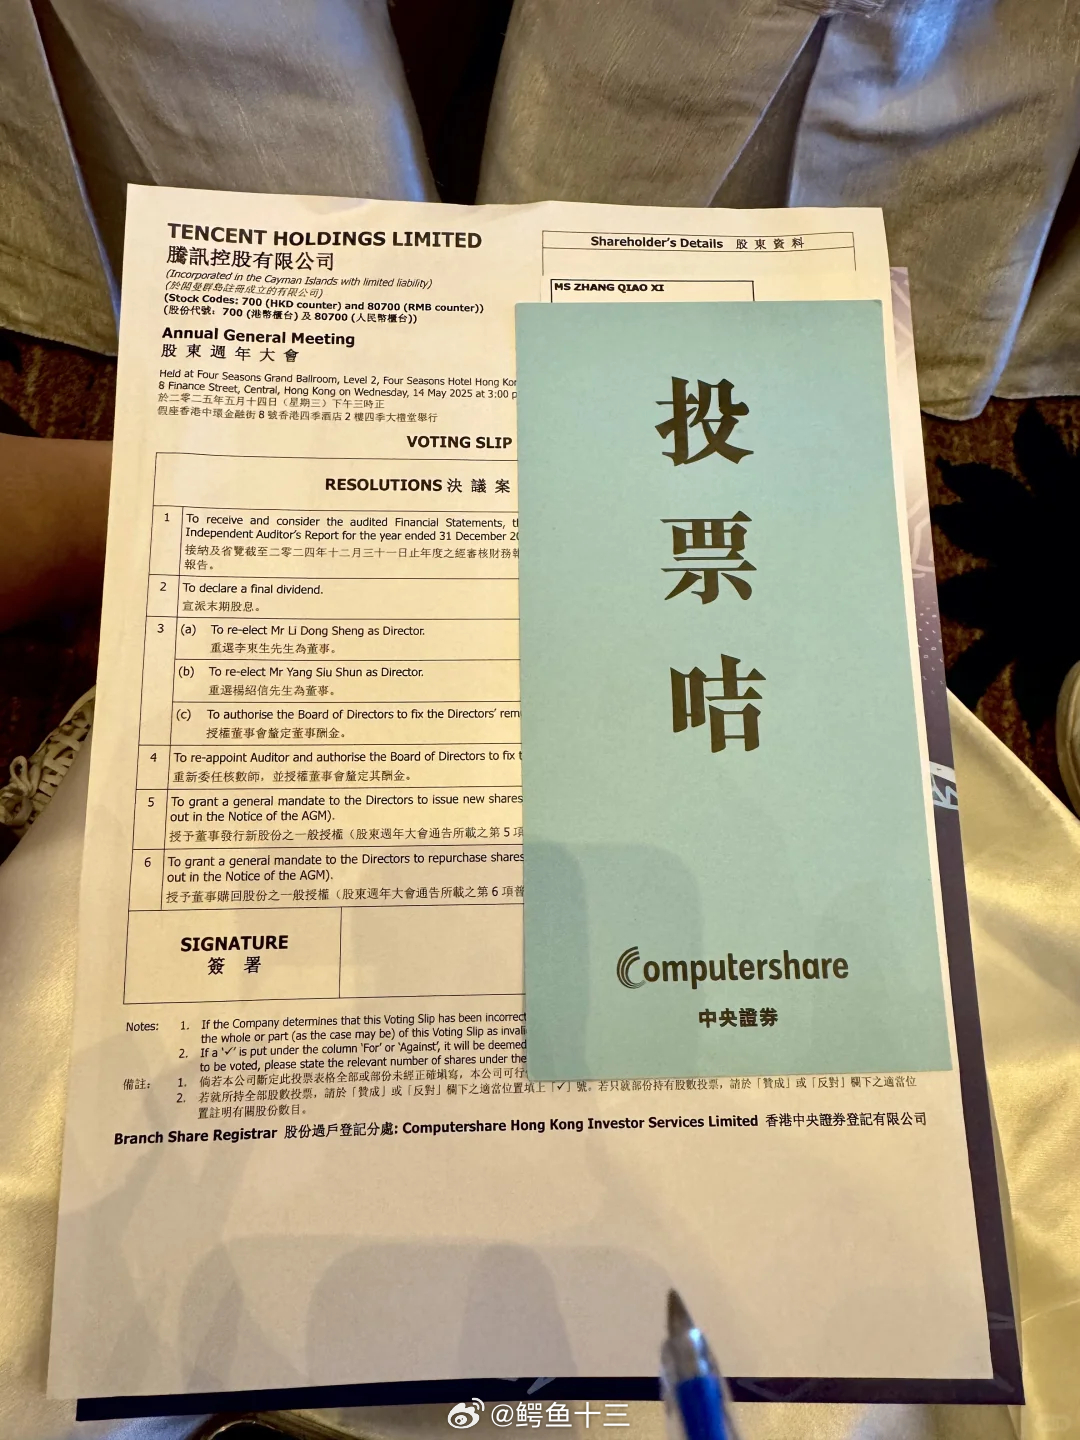 TENCENT HOLDINGS LIMITED
騰訊控股有限公司
(Incorporated in the Cayman Islands with limited liability)
(於開曼群島註冊成立的有限公司)
(Stock Codes: 700 (HKD counter) and 80700 (RMB counter))
(股份代號：700 (港幣櫃台) 及 80700 (人民幣櫃台))
Annual General Meeting
股東週年大會
Held at Four Seasons Grand Ballroom, Level 2, Four Seasons Hotel Hong Kon
8 Finance Street, Central, Hong Kong on Wednesday, 14 May 2025 at 3:00 p
於二零二五年五月十四日（星期三）下午三時正
假座香港中環金融街 8 號香港四季酒店 2 樓四季大禮堂舉行
Shareholder's Details 股東資料
MS ZHANG QIAO XI
VOTING SLIP
RESOLUTIONS 決議案
1 To receive and consider the audited Financial Statements, th
Independent Auditor's Report for the year ended 31 December 20
接納及省覽截至二零二四年十二月三十一日止年度之經審核財務報
報告。
2 To declare a final dividend.
宣派末期股息。
3 (a) To re-elect Mr Li Dong Sheng as Director.
重選李東生先生為董事。
(b) To re-elect Mr Yang Siu Shun as Director.
重選楊紹信先生為董事。
(c) To authorise the Board of Directors to fix the Directors' rem
授權董事會釐定董事酬金。
4 To re-appoint Auditor and authorise the Board of Directors to fix t
重新委任核數師，並授權董事會釐定其酬金。
5 To grant a general mandate to the Directors to issue new shares
out in the Notice of the AGM).
授予董事發行新股份之一般授權（股東週年大會通告所載之第 5 項
6 To grant a general mandate to the Directors to repurchase shares
out in the Notice of the AGM).
授予董事購回股份之一般授權（股東週年大會通告所載之第 6 項普
SIGNATURE
簽署
Notes: 1. If the Company determines that this Voting Slip has been incorrect
the whole or part (as the case may be) of this Voting Slip as invali
2. If a '✓' is put under the column 'For' or 'Against', it will be deemed
to be voted, please state the relevant number of shares under the
備註： 1. 倘若本公司斷定此投票表格全部或部份未經正確填寫，本公司可行
2. 若就所持全部股數投票，請於「贊成」或「反對」欄下之適當位置填上「✓」號。若只就部份持有股數投票，請於「贊成」或「反對」欄下之適當位
置註明有關股份數目。
Branch Share Registrar 股份過戶登記分處: Computershare Hong Kong Investor Services Limited 香港中央證券登記有限公司
投票咭
Computershare
中央證券
@鳄鱼十三